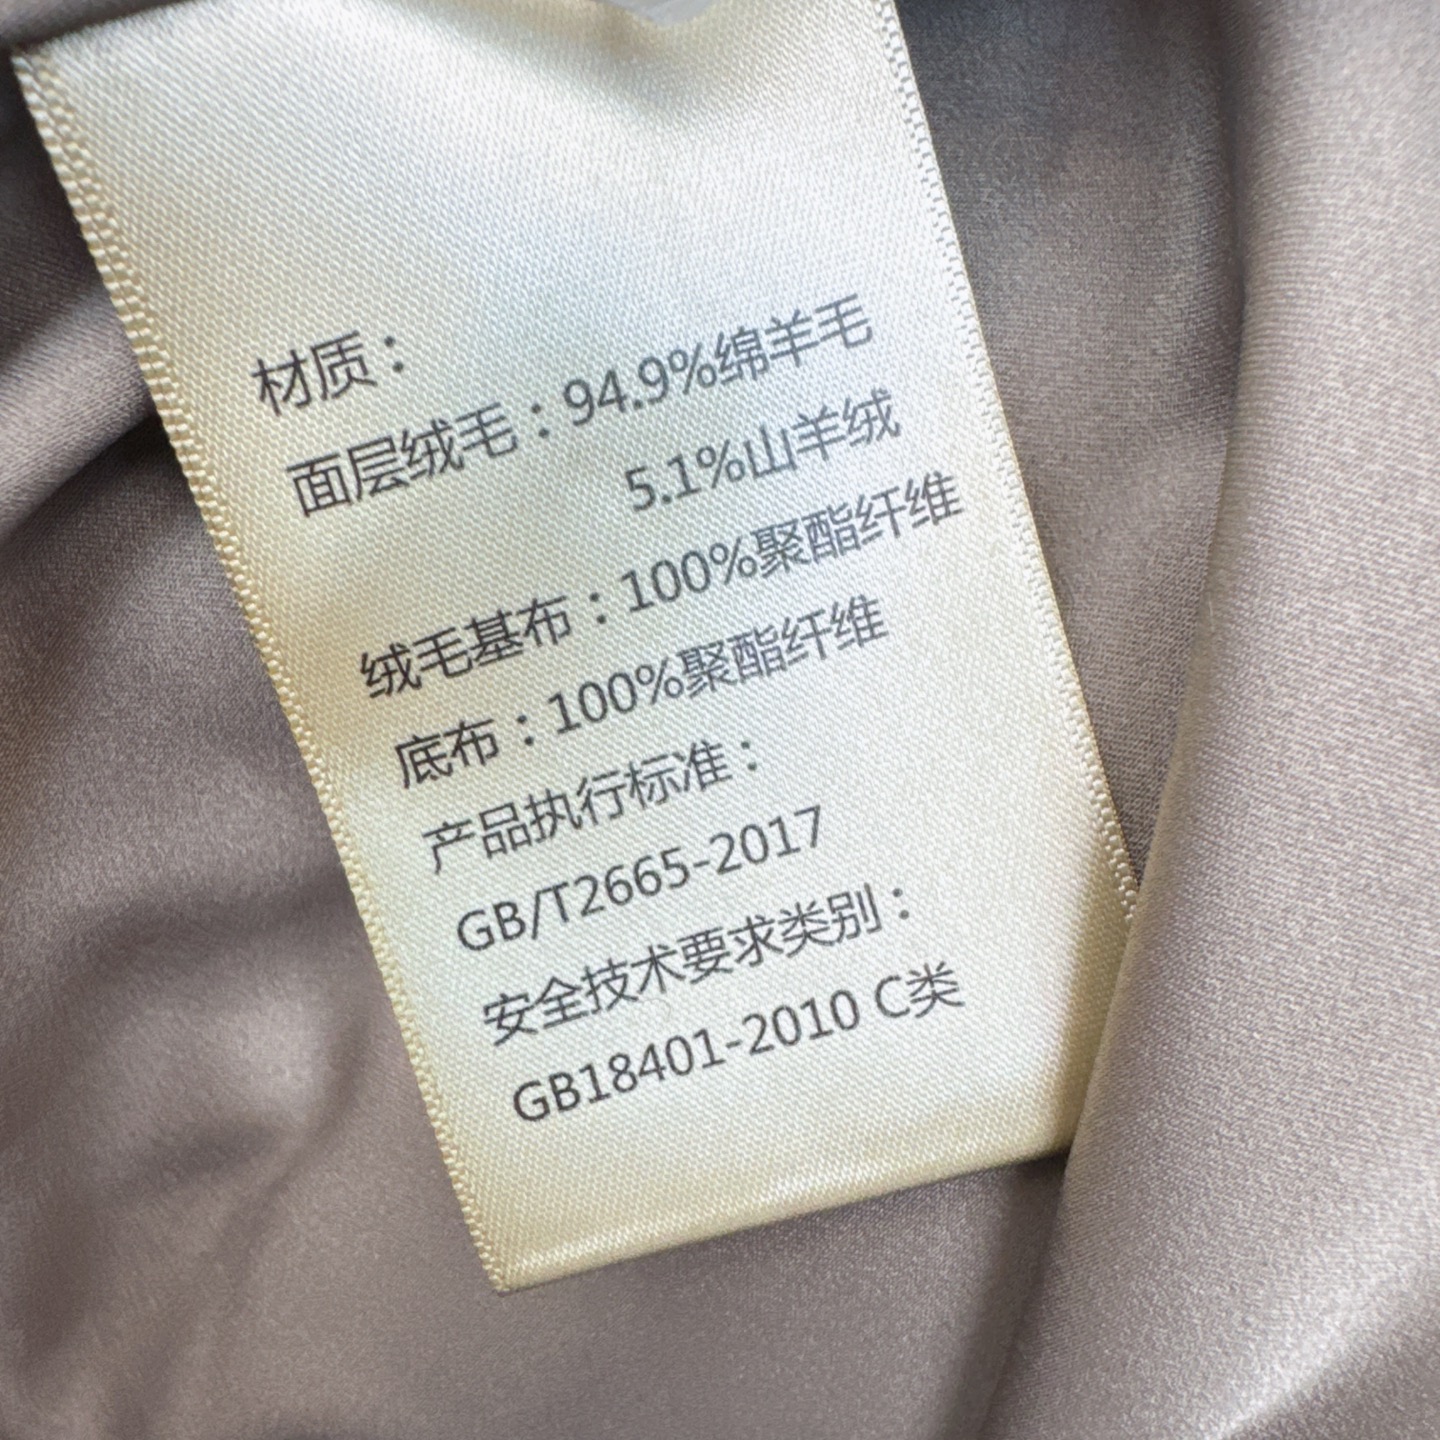 材质：
面层绒毛：94.9%绵羊毛
5.1%山羊绒
绒毛基布：100%聚酯纤维
底布：100%聚酯纤维
产品执行标准：
GB/T2665-2017
安全技术要求类别：
GB18401-2010 C类